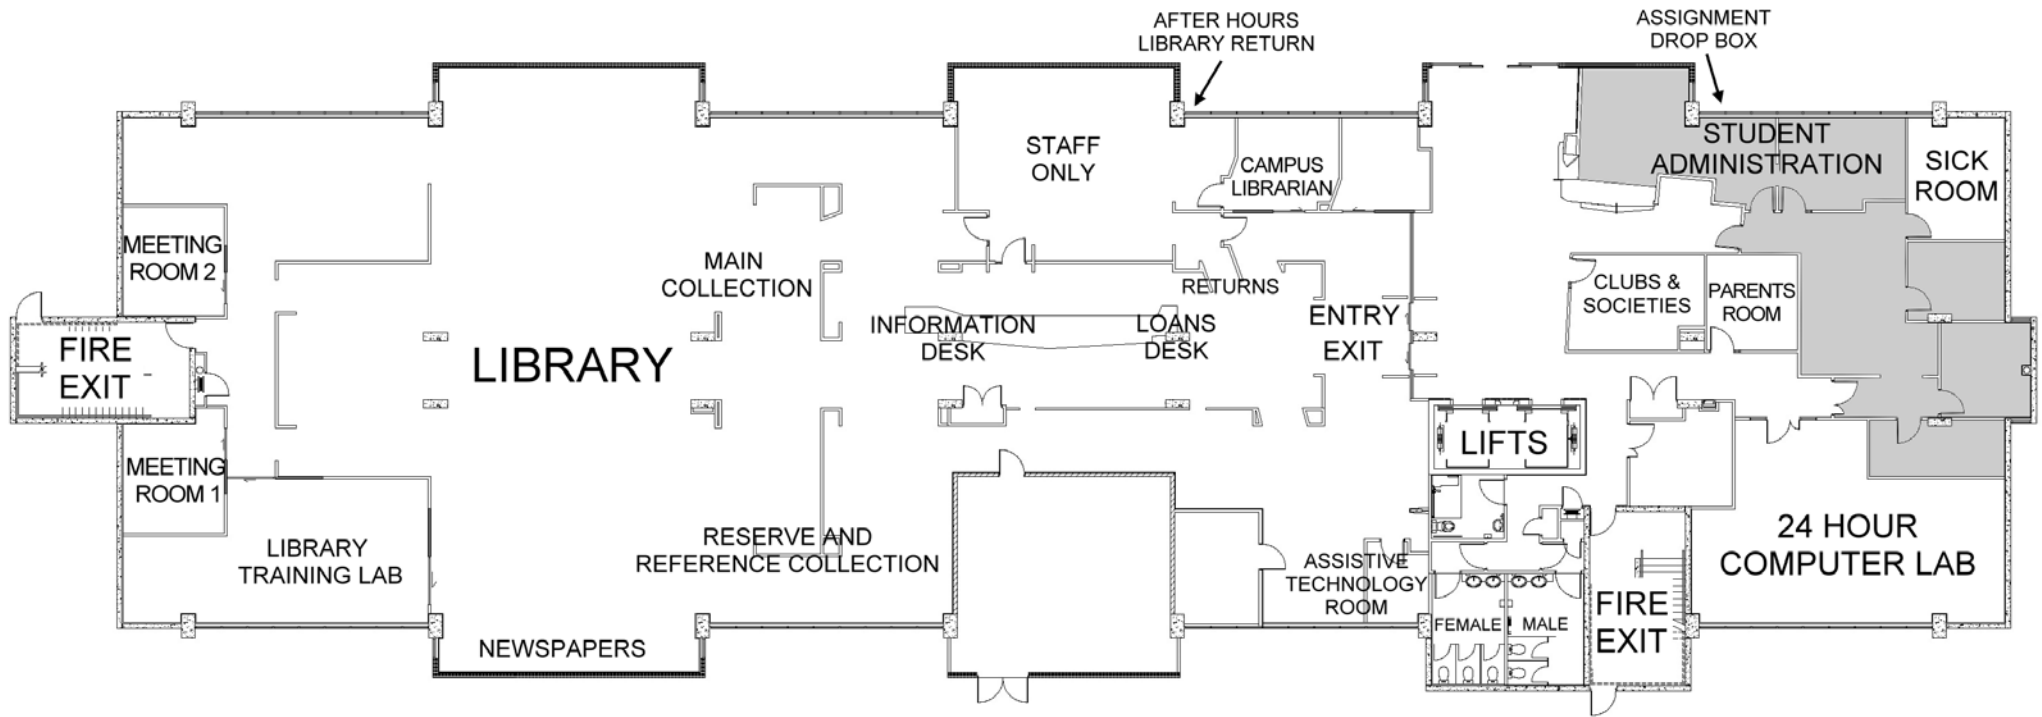 AFTER HOURS
LIBRARY RETURN
ASSIGNMENT
DROP BOX
STAFF
ONLY
CAMPUS
LIBRARIAN
STUDENT
ADMINISTRATION
SICK
ROOM
MEETING
ROOM 2
MAIN
COLLECTION
RETURNS
CLUBS &
SOCIETIES
PARENTS
ROOM
FIRE
EXIT
LIBRARY
INFORMATION
DESK
LOANS
DESK
ENTRY
EXIT
LIFTS
MEETING
ROOM 1
LIBRARY
TRAINING LAB
RESERVE AND
REFERENCE COLLECTION
ASSISTIVE
TECHNOLOGY
ROOM
24 HOUR
COMPUTER LAB
FEMALE
MALE
FIRE
EXIT
NEWSPAPERS